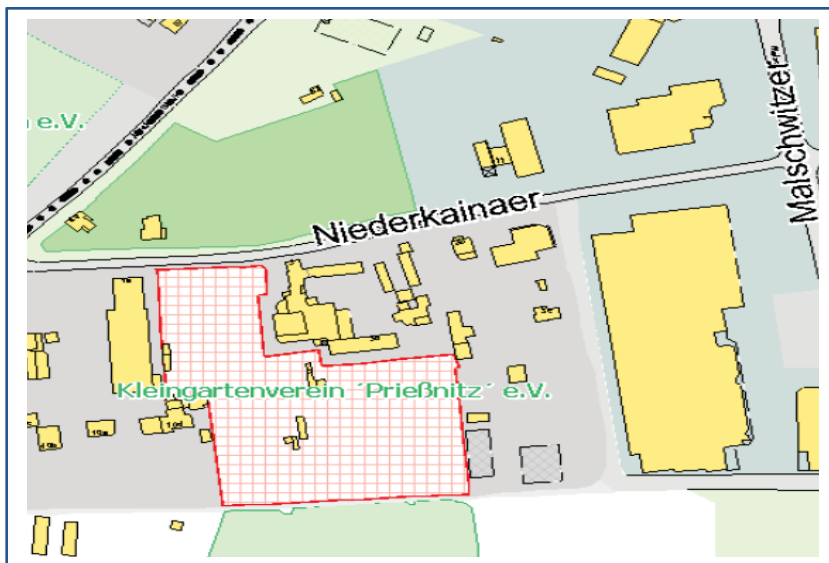 n e.V.
Niederkainaer
Malschwitzer
Kleingartenverein ´Prießnitz´ e.V.